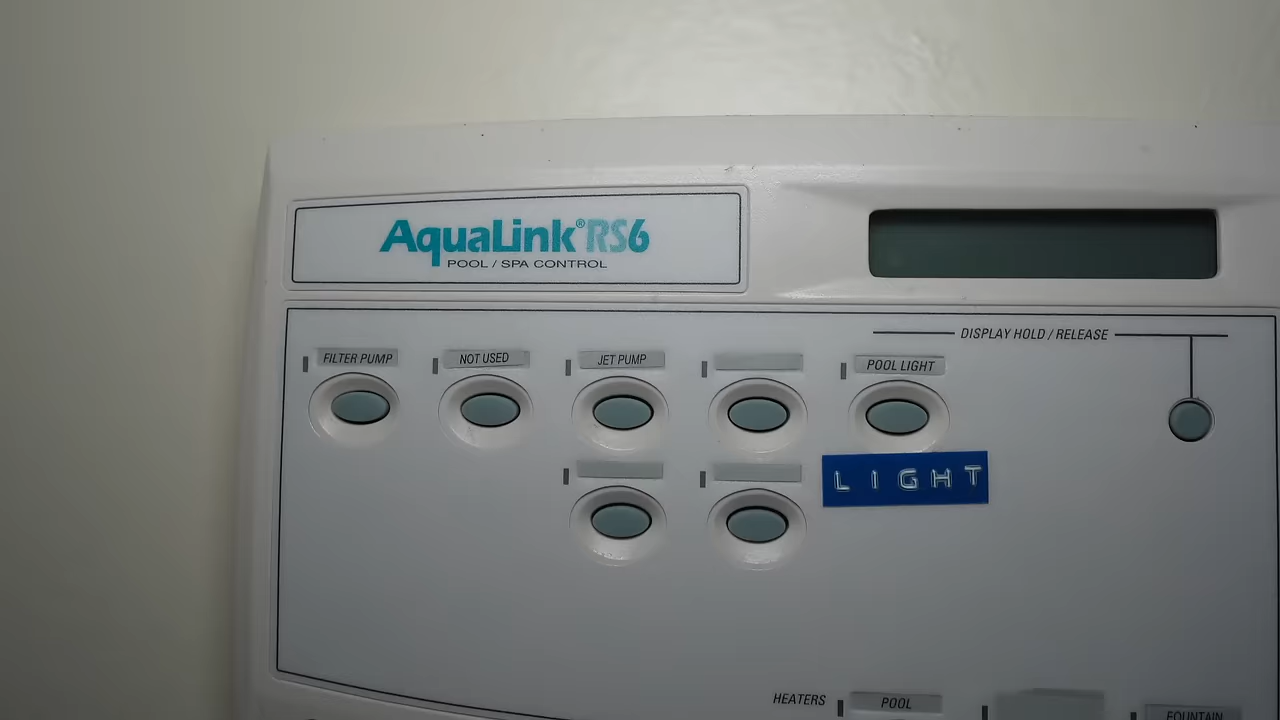 AquaLink® RS6
POOL / SPA CONTROL
DISPLAY HOLD / RELEASE
FILTER PUMP
NOT USED
JET PUMP
POOL LIGHT
LIGHT
HEATERS
POOL
FOUNTAIN